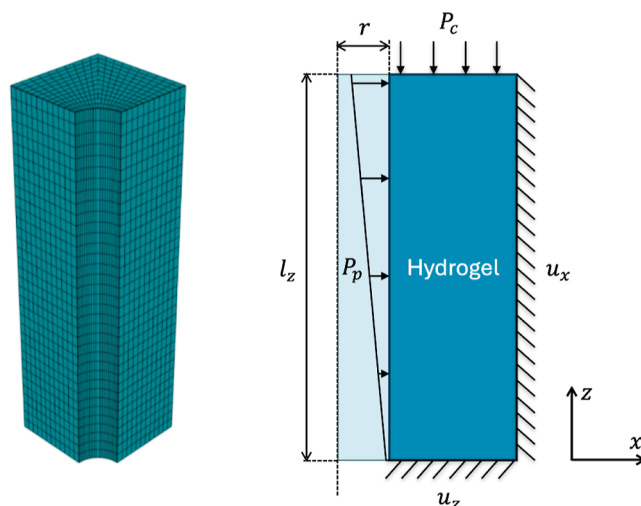 r
P_c
l_z
P_p
Hydrogel
u_x
z
x
u_z